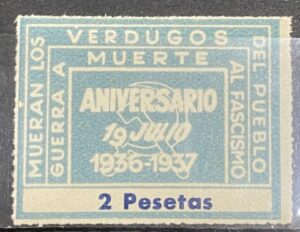 MUERAN LOS
VERDUGOS
DEL PUEBLO
GUERRA A
MUERTE
AL FASCISMO
ANIVERSARIO
19 JULIO
1936-1937
2 Pesetas